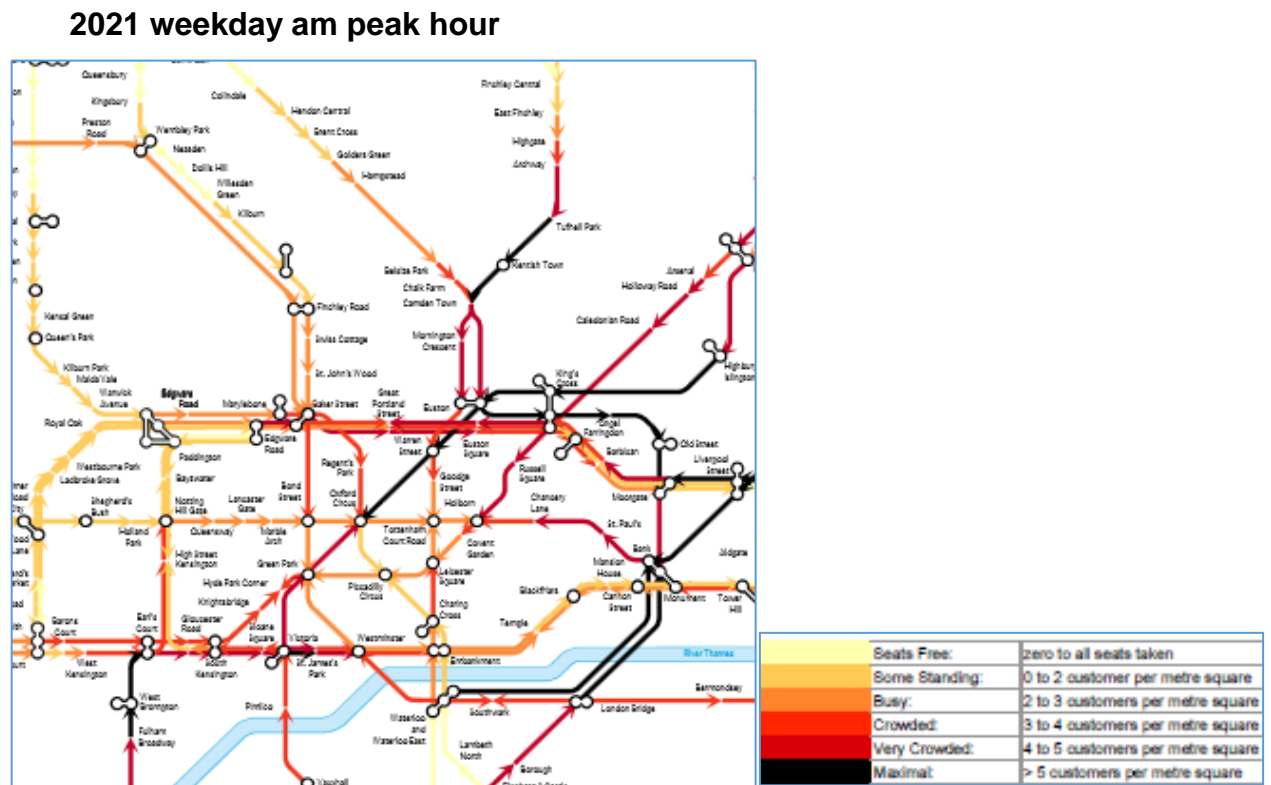 2021 weekday am peak hour
Queensbury
Kingsbury
Preston
Road
Wembley Park
Neasden
Dollis Hill
Willesden
Green
Kilburn
Colindale
Hendon Central
Brent Cross
Golders Green
Hampstead
Finchley Central
East Finchley
Highgate
Archway
Tufnell Park
Kentish Town
Belsize Park
Chalk Farm
Camden Town
Mornington
Crescent
Arsenal
Holloway Road
Caledonian Road
Highbury
Islington
Kensal Green
Queen's Park
Kilburn Park
Maida Vale
Warwick
Avenue
Royal Oak
Finchley Road
Swiss Cottage
St. John's Wood
Edgware
Road
Marylebone
Baker Street
Great
Portland
Street
Euston
King's
Cross
Angel
Farringdon
Barbican
Old Street
Liverpool
Street
Moorgate
Edgware
Road
Warren
Street
Euston
Square
Westbourne Park
Ladbroke Grove
Paddington
Bayswater
Regent's
Park
Goodge
Street
Russell
Square
Shepherd's
Bush
Holland
Park
Notting
Hill Gate
Lancaster
Gate
Queensway
Marble
Arch
Bond
Street
Oxford
Circus
Tottenham
Court Road
Holborn
Chancery
Lane
St. Paul's
Covent
Garden
Bank
Mansion
House
Aldgate
High Street
Kensington
Hyde Park Corner
Green Park
Knightsbridge
Piccadilly
Circus
Leicester
Square
Charing
Cross
Blackfriars
Cannon
Street
Monument
Tower
Hill
Temple
Barons
Court
Earl's
Court
Gloucester
Road
Sloane
Square
Victoria
Westminster
Embankment
River Thames
West
Kensington
South
Kensington
St. James's
Park
West
Brompton
Fulham
Broadway
Pimlico
Vauxhall
Waterloo
and
Waterloo East
Southwark
London Bridge
Bermondsey
Lambeth
North
Borough
Seats Free: zero to all seats taken
Some Standing: 0 to 2 customer per metre square
Busy: 2 to 3 customers per metre square
Crowded: 3 to 4 customers per metre square
Very Crowded: 4 to 5 customers per metre square
Maximal: > 5 customers per metre square